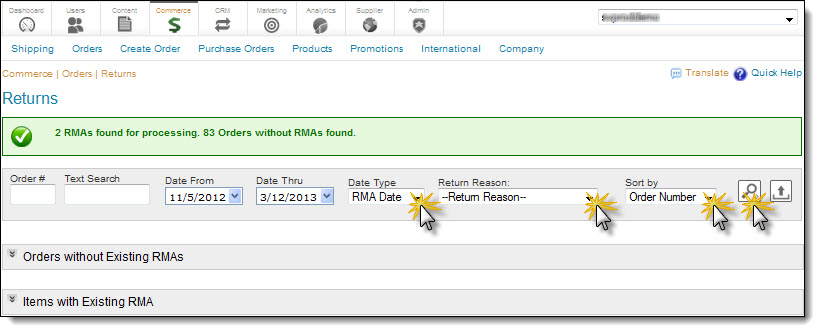 Dashboard Users Content Commerce CRM Marketing Analytics Supplier Admin
Shipping Orders Create Order Purchase Orders Products Promotions International Company
Commerce | Orders | Returns Translate Quick Help
Returns
2 RMAs found for processing. 83 Orders without RMAs found.
Order # Text Search Date From Date Thru Date Type Return Reason: Sort by
11/5/2012 3/12/2013 RMA Date --Return Reason-- Order Number
Orders without Existing RMAs
Items with Existing RMA